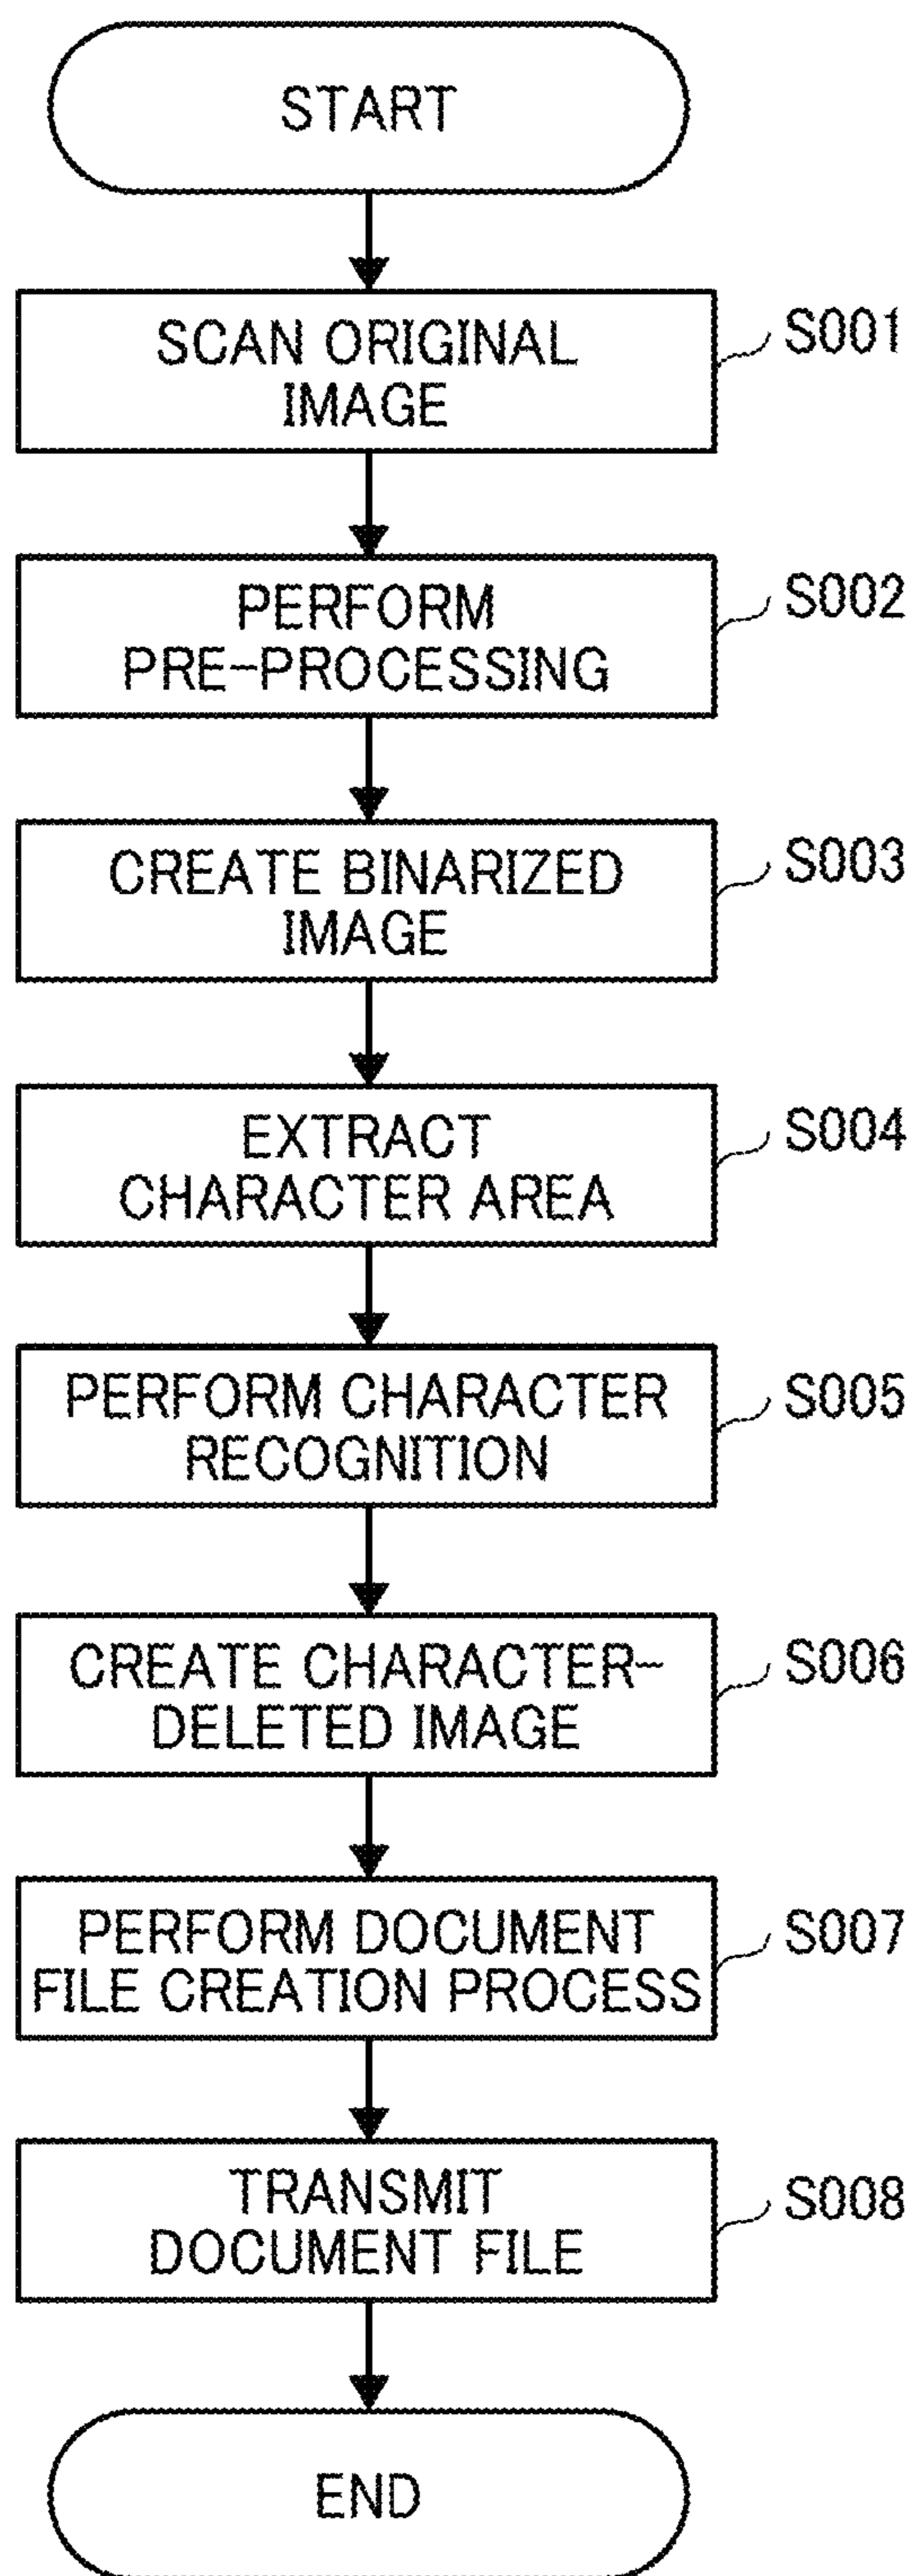 START
SCAN ORIGINAL
IMAGE
S001
PERFORM
PRE-PROCESSING
S002
CREATE BINARIZED
IMAGE
S003
EXTRACT
CHARACTER AREA
S004
PERFORM CHARACTER
RECOGNITION
S005
CREATE CHARACTER-
DELETED IMAGE
S006
PERFORM DOCUMENT
FILE CREATION PROCESS
S007
TRANSMIT
DOCUMENT FILE
S008
END